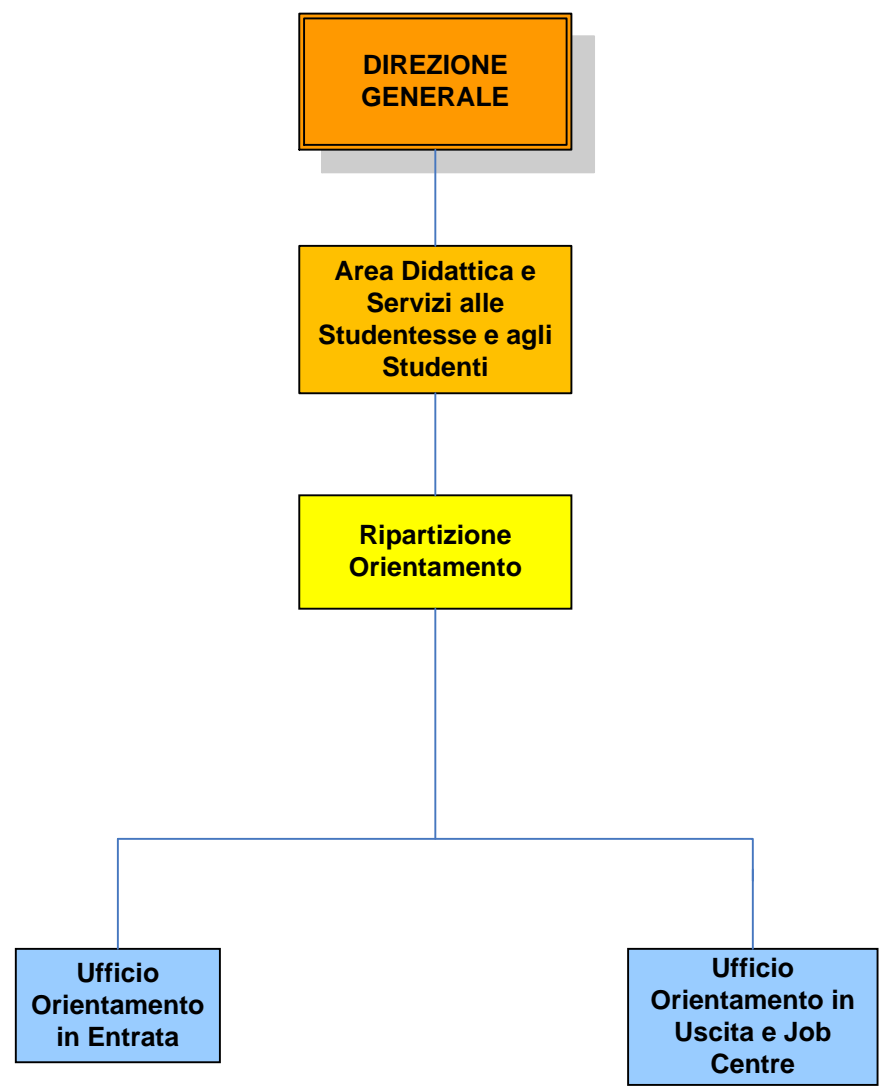 DIREZIONE
GENERALE
Area Didattica e
Servizi alle
Studentesse e agli
Studenti
Ripartizione
Orientamento
Ufficio
Orientamento
in Entrata
Ufficio
Orientamento in
Uscita e Job
Centre